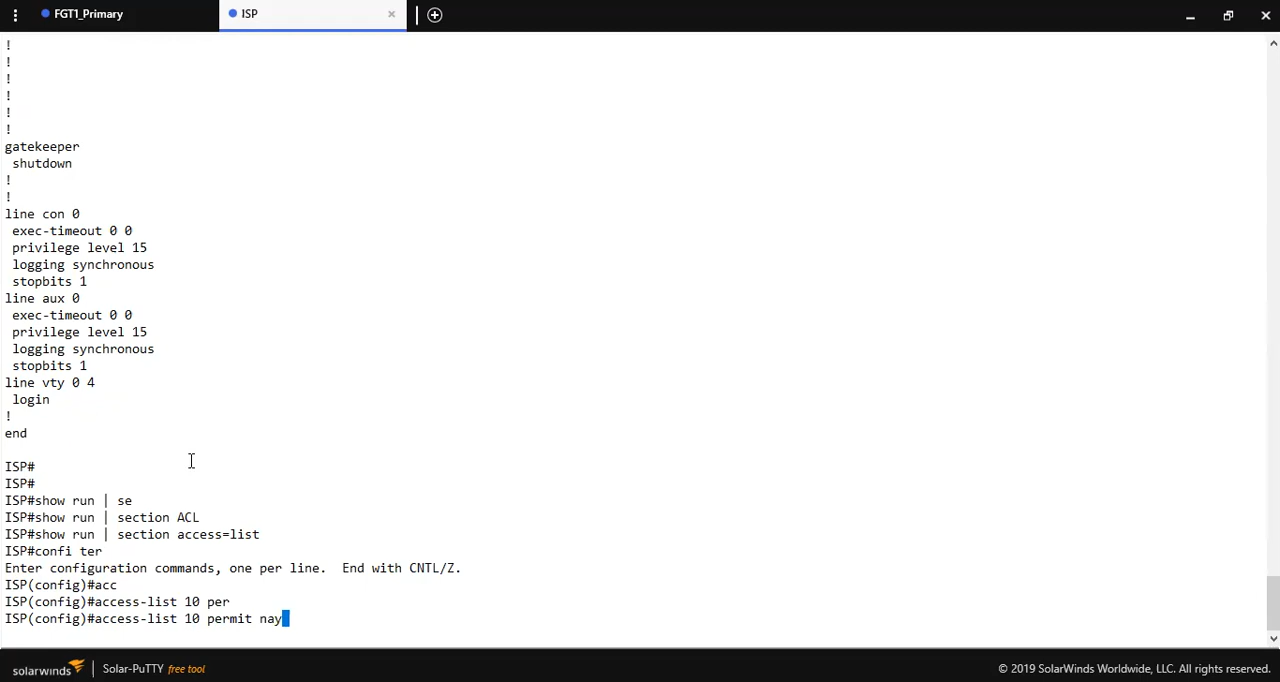 FGT1_Primary
ISP
!
!
!
!
!
!
gatekeeper
 shutdown
!
!
line con 0
 exec-timeout 0 0
 privilege level 15
 logging synchronous
 stopbits 1
line aux 0
 exec-timeout 0 0
 privilege level 15
 logging synchronous
 stopbits 1
line vty 0 4
 login
!
end
ISP#
ISP#
ISP#show run | se
ISP#show run | section ACL
ISP#show run | section access=list
ISP#confi ter
Enter configuration commands, one per line.  End with CNTL/Z.
ISP(config)#acc
ISP(config)#access-list 10 per
ISP(config)#access-list 10 permit nay
solarwinds Solar-PuTTY free tool © 2019 SolarWinds Worldwide, LLC. All rights reserved.